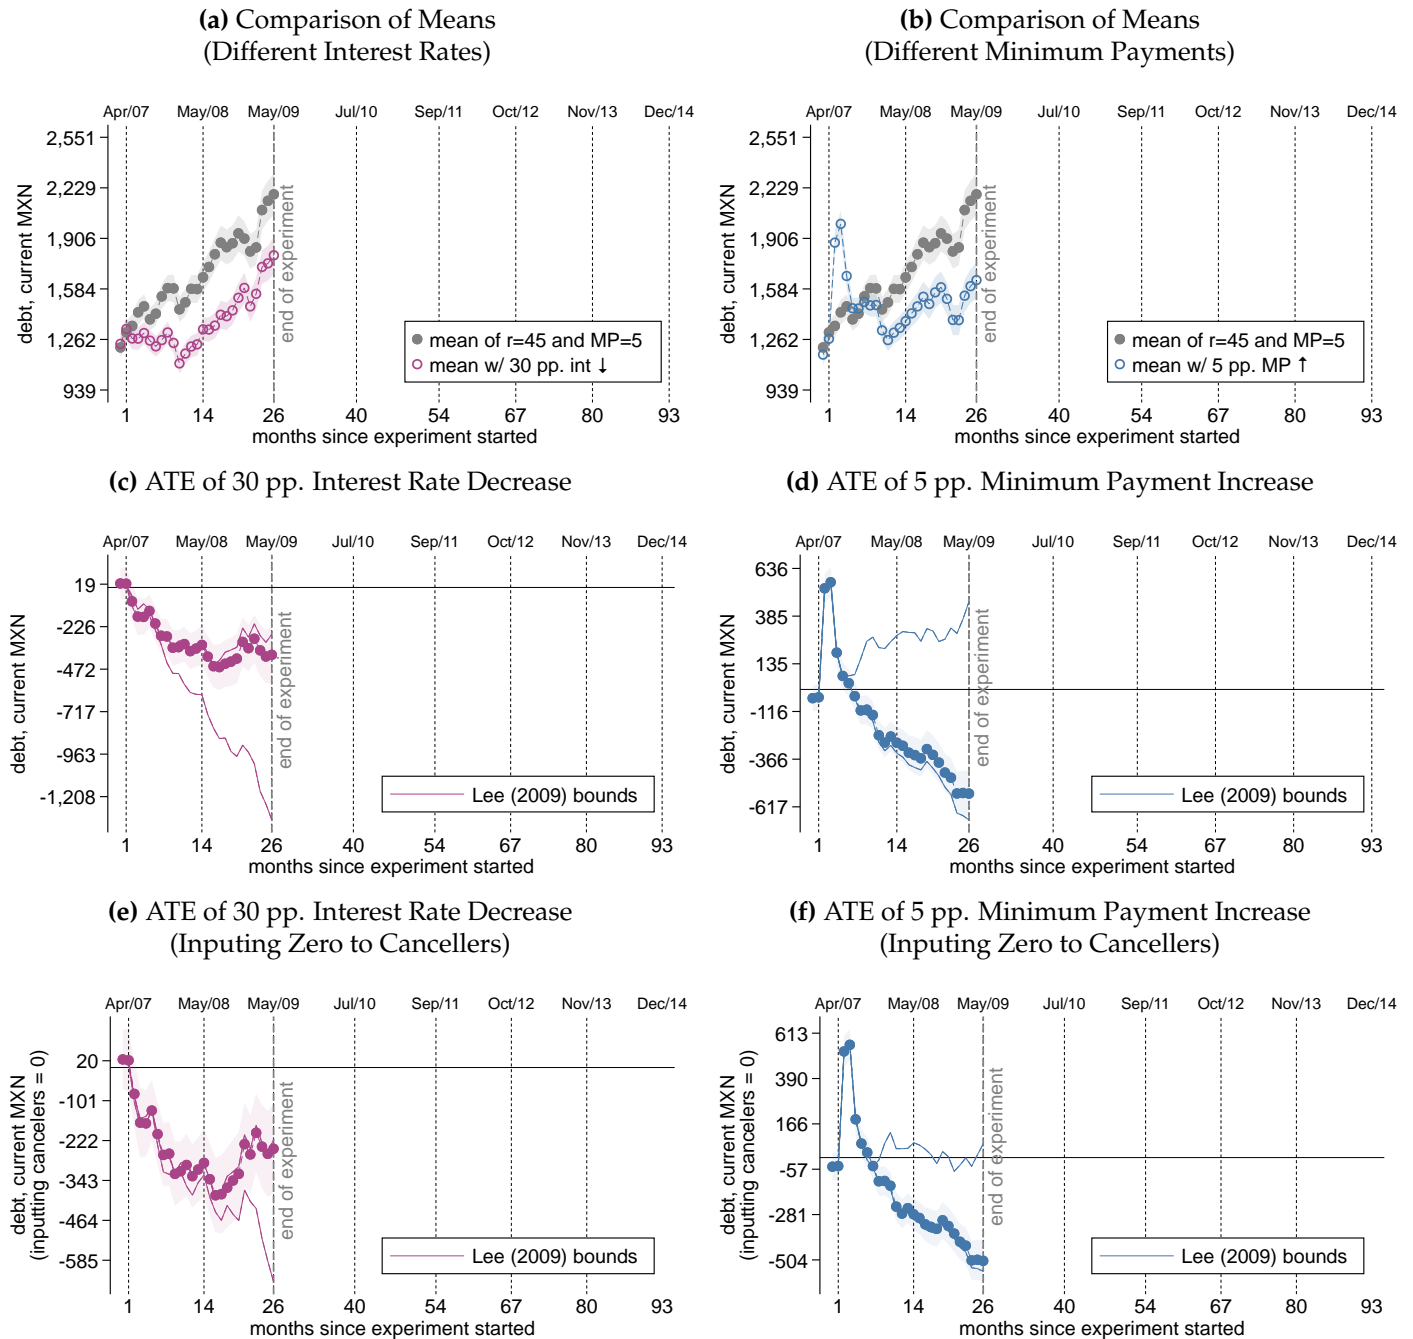 (a) Comparison of Means
(Different Interest Rates)
Apr/07 May/08 May/09 Jul/10 Sep/11 Oct/12 Nov/13 Dec/14
2,551
2,229
1,906
1,584
1,262
939
debt, current MXN
end of experiment
mean of r=45 and MP=5
mean w/ 30 pp. int ↓
1 14 26 40 54 67 80 93
months since experiment started
(b) Comparison of Means
(Different Minimum Payments)
Apr/07 May/08 May/09 Jul/10 Sep/11 Oct/12 Nov/13 Dec/14
2,551
2,229
1,906
1,584
1,262
939
debt, current MXN
end of experiment
mean of r=45 and MP=5
mean w/ 5 pp. MP ↑
1 14 26 40 54 67 80 93
months since experiment started
(c) ATE of 30 pp. Interest Rate Decrease
Apr/07 May/08 May/09 Jul/10 Sep/11 Oct/12 Nov/13 Dec/14
19
-226
-472
-717
-963
-1,208
debt, current MXN
end of experiment
Lee (2009) bounds
1 14 26 40 54 67 80 93
months since experiment started
(d) ATE of 5 pp. Minimum Payment Increase
Apr/07 May/08 May/09 Jul/10 Sep/11 Oct/12 Nov/13 Dec/14
636
385
135
-116
-366
-617
debt, current MXN
end of experiment
Lee (2009) bounds
1 14 26 40 54 67 80 93
months since experiment started
(e) ATE of 30 pp. Interest Rate Decrease
(Inputing Zero to Cancellers)
Apr/07 May/08 May/09 Jul/10 Sep/11 Oct/12 Nov/13 Dec/14
20
-101
-222
-343
-464
-585
debt, current MXN
(inputting cancelers = 0)
end of experiment
Lee (2009) bounds
1 14 26 40 54 67 80 93
months since experiment started
(f) ATE of 5 pp. Minimum Payment Increase
(Inputing Zero to Cancellers)
Apr/07 May/08 May/09 Jul/10 Sep/11 Oct/12 Nov/13 Dec/14
613
390
166
-57
-281
-504
debt, current MXN
(inputting cancelers = 0)
end of experiment
Lee (2009) bounds
1 14 26 40 54 67 80 93
months since experiment started